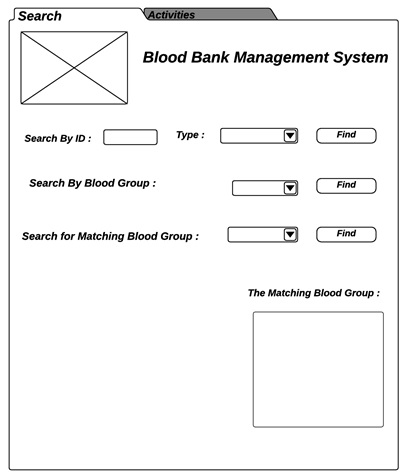 Search Activities
Blood Bank Management System
Search By ID : Type : Find
Search By Blood Group : Find
Search for Matching Blood Group : Find
The Matching Blood Group :